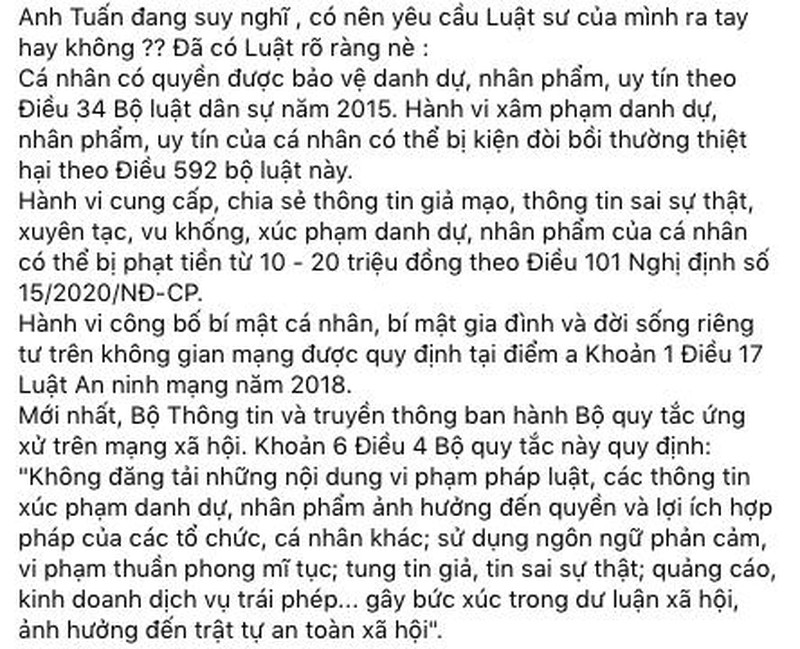 Anh Tuấn đang suy nghĩ , có nên yêu cầu Luật sư của mình ra tay
hay không ?? Đã có Luật rõ ràng nè :
Cá nhân có quyền được bảo vệ danh dự, nhân phẩm, uy tín theo
Điều 34 Bộ luật dân sự năm 2015. Hành vi xâm phạm danh dự,
nhân phẩm, uy tín của cá nhân có thể bị kiện đòi bồi thường thiệt
hại theo Điều 592 bộ luật này.
Hành vi cung cấp, chia sẻ thông tin giả mạo, thông tin sai sự thật,
xuyên tạc, vu khống, xúc phạm danh dự, nhân phẩm của cá nhân
có thể bị phạt tiền từ 10 - 20 triệu đồng theo Điều 101 Nghị định số
15/2020/NĐ-CP.
Hành vi công bố bí mật cá nhân, bí mật gia đình và đời sống riêng
tư trên không gian mạng được quy định tại điểm a Khoản 1 Điều 17
Luật An ninh mạng năm 2018.
Mới nhất, Bộ Thông tin và truyền thông ban hành Bộ quy tắc ứng
xử trên mạng xã hội. Khoản 6 Điều 4 Bộ quy tắc này quy định:
"Không đăng tải những nội dung vi phạm pháp luật, các thông tin
xúc phạm danh dự, nhân phẩm ảnh hưởng đến quyền và lợi ích hợp
pháp của các tổ chức, cá nhân khác; sử dụng ngôn ngữ phản cảm,
vi phạm thuần phong mĩ tục; tung tin giả, tin sai sự thật; quảng cáo,
kinh doanh dịch vụ trái phép... gây bức xúc trong dư luận xã hội,
ảnh hưởng đến trật tự an toàn xã hội".